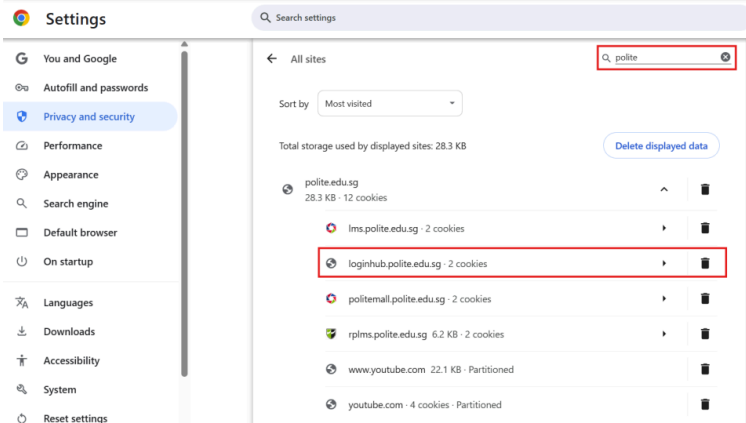 Settings
Search settings
You and Google
Autofill and passwords
Privacy and security
Performance
Appearance
Search engine
Default browser
On startup
Languages
Downloads
Accessibility
System
Reset settings
All sites
polite
Sort by Most visited
Total storage used by displayed sites: 28.3 KB
Delete displayed data
polite.edu.sg
28.3 KB · 12 cookies
lms.polite.edu.sg · 2 cookies
loginhub.polite.edu.sg · 2 cookies
politemall.polite.edu.sg · 2 cookies
rplms.polite.edu.sg 6.2 KB · 2 cookies
www.youtube.com 22.1 KB · Partitioned
youtube.com · 4 cookies · Partitioned